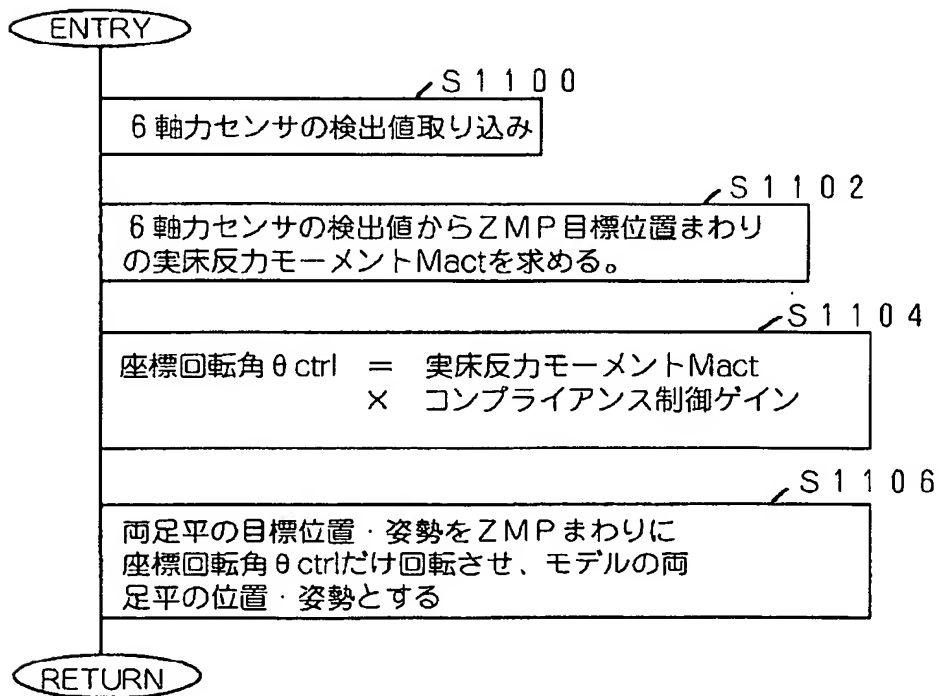 ENTRY
S1100
6軸力センサの検出値取り込み
S1102
6軸力センサの検出値からZMP目標位置まわり
の実床反力モーメントMactを求める。
S1104
座標回転角θctrl = 実床反力モーメントMact
× コンプライアンス制御ゲイン
S1106
両足平の目標位置・姿勢をZMPまわりに
座標回転角θctrlだけ回転させ、モデルの両
足平の位置・姿勢とする
RETURN